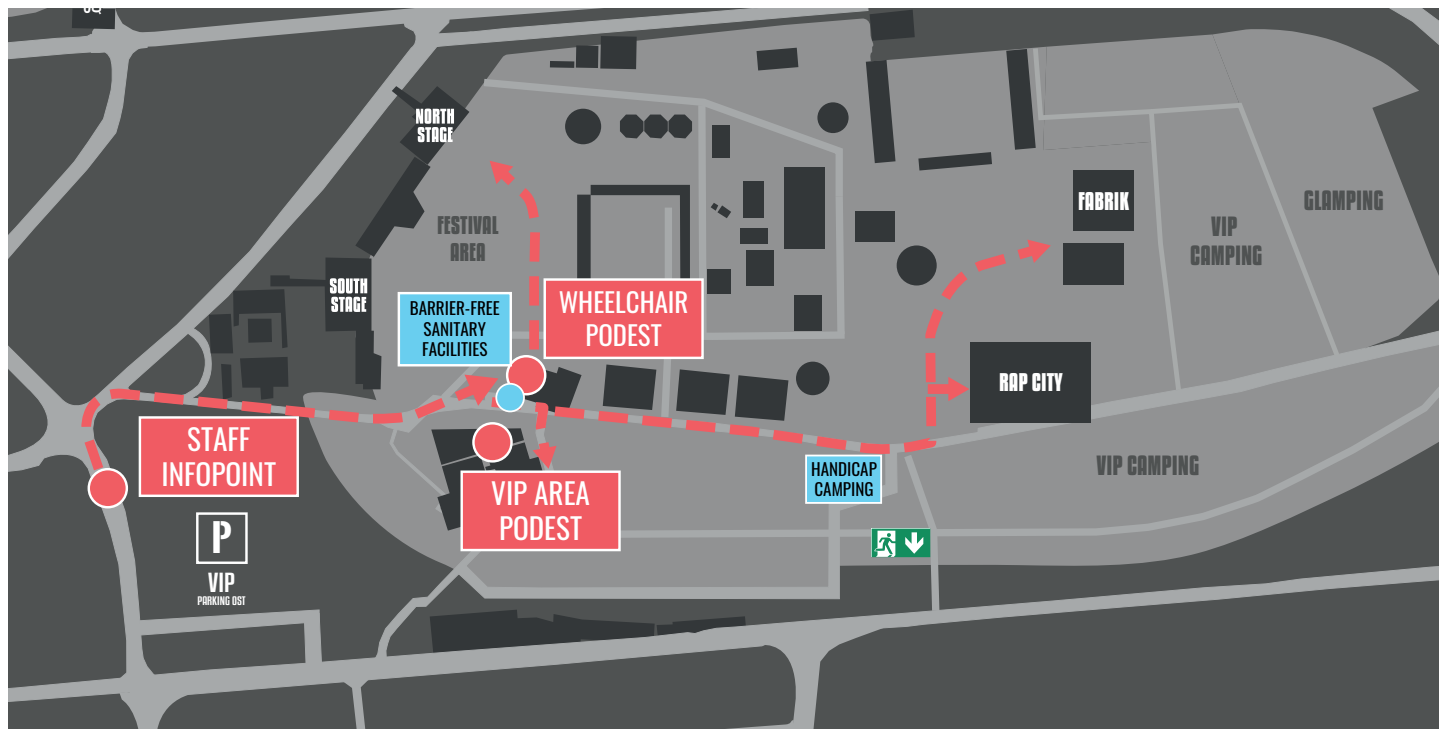 NORTH
STAGE
FESTIVAL
AREA
SOUTH
STAGE
BARRIER-FREE
SANITARY
FACILITIES
WHEELCHAIR
PODEST
FABRIK
VIP
CAMPING
GLAMPING
RAP CITY
STAFF
INFOPOINT
VIP AREA
PODEST
HANDICAP
CAMPING
VIP CAMPING
P
VIP
PARKING OST